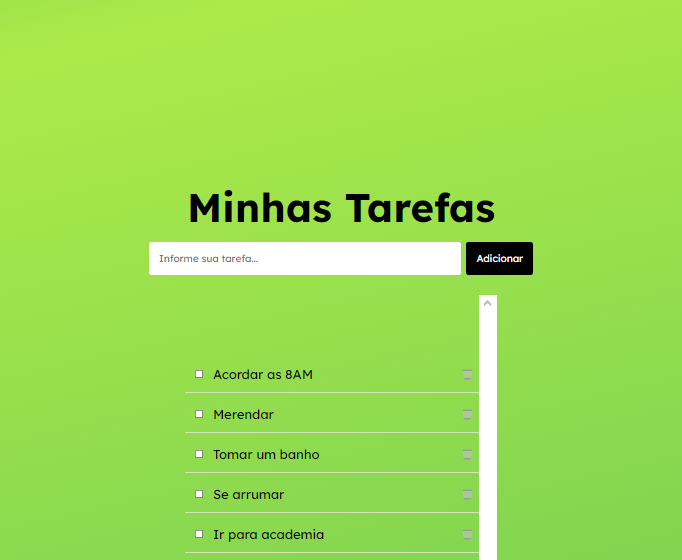 Minhas Tarefas
Informe sua tarefa...
Adicionar
Acordar as 8AM
Merendar
Tomar um banho
Se arrumar
Ir para academia